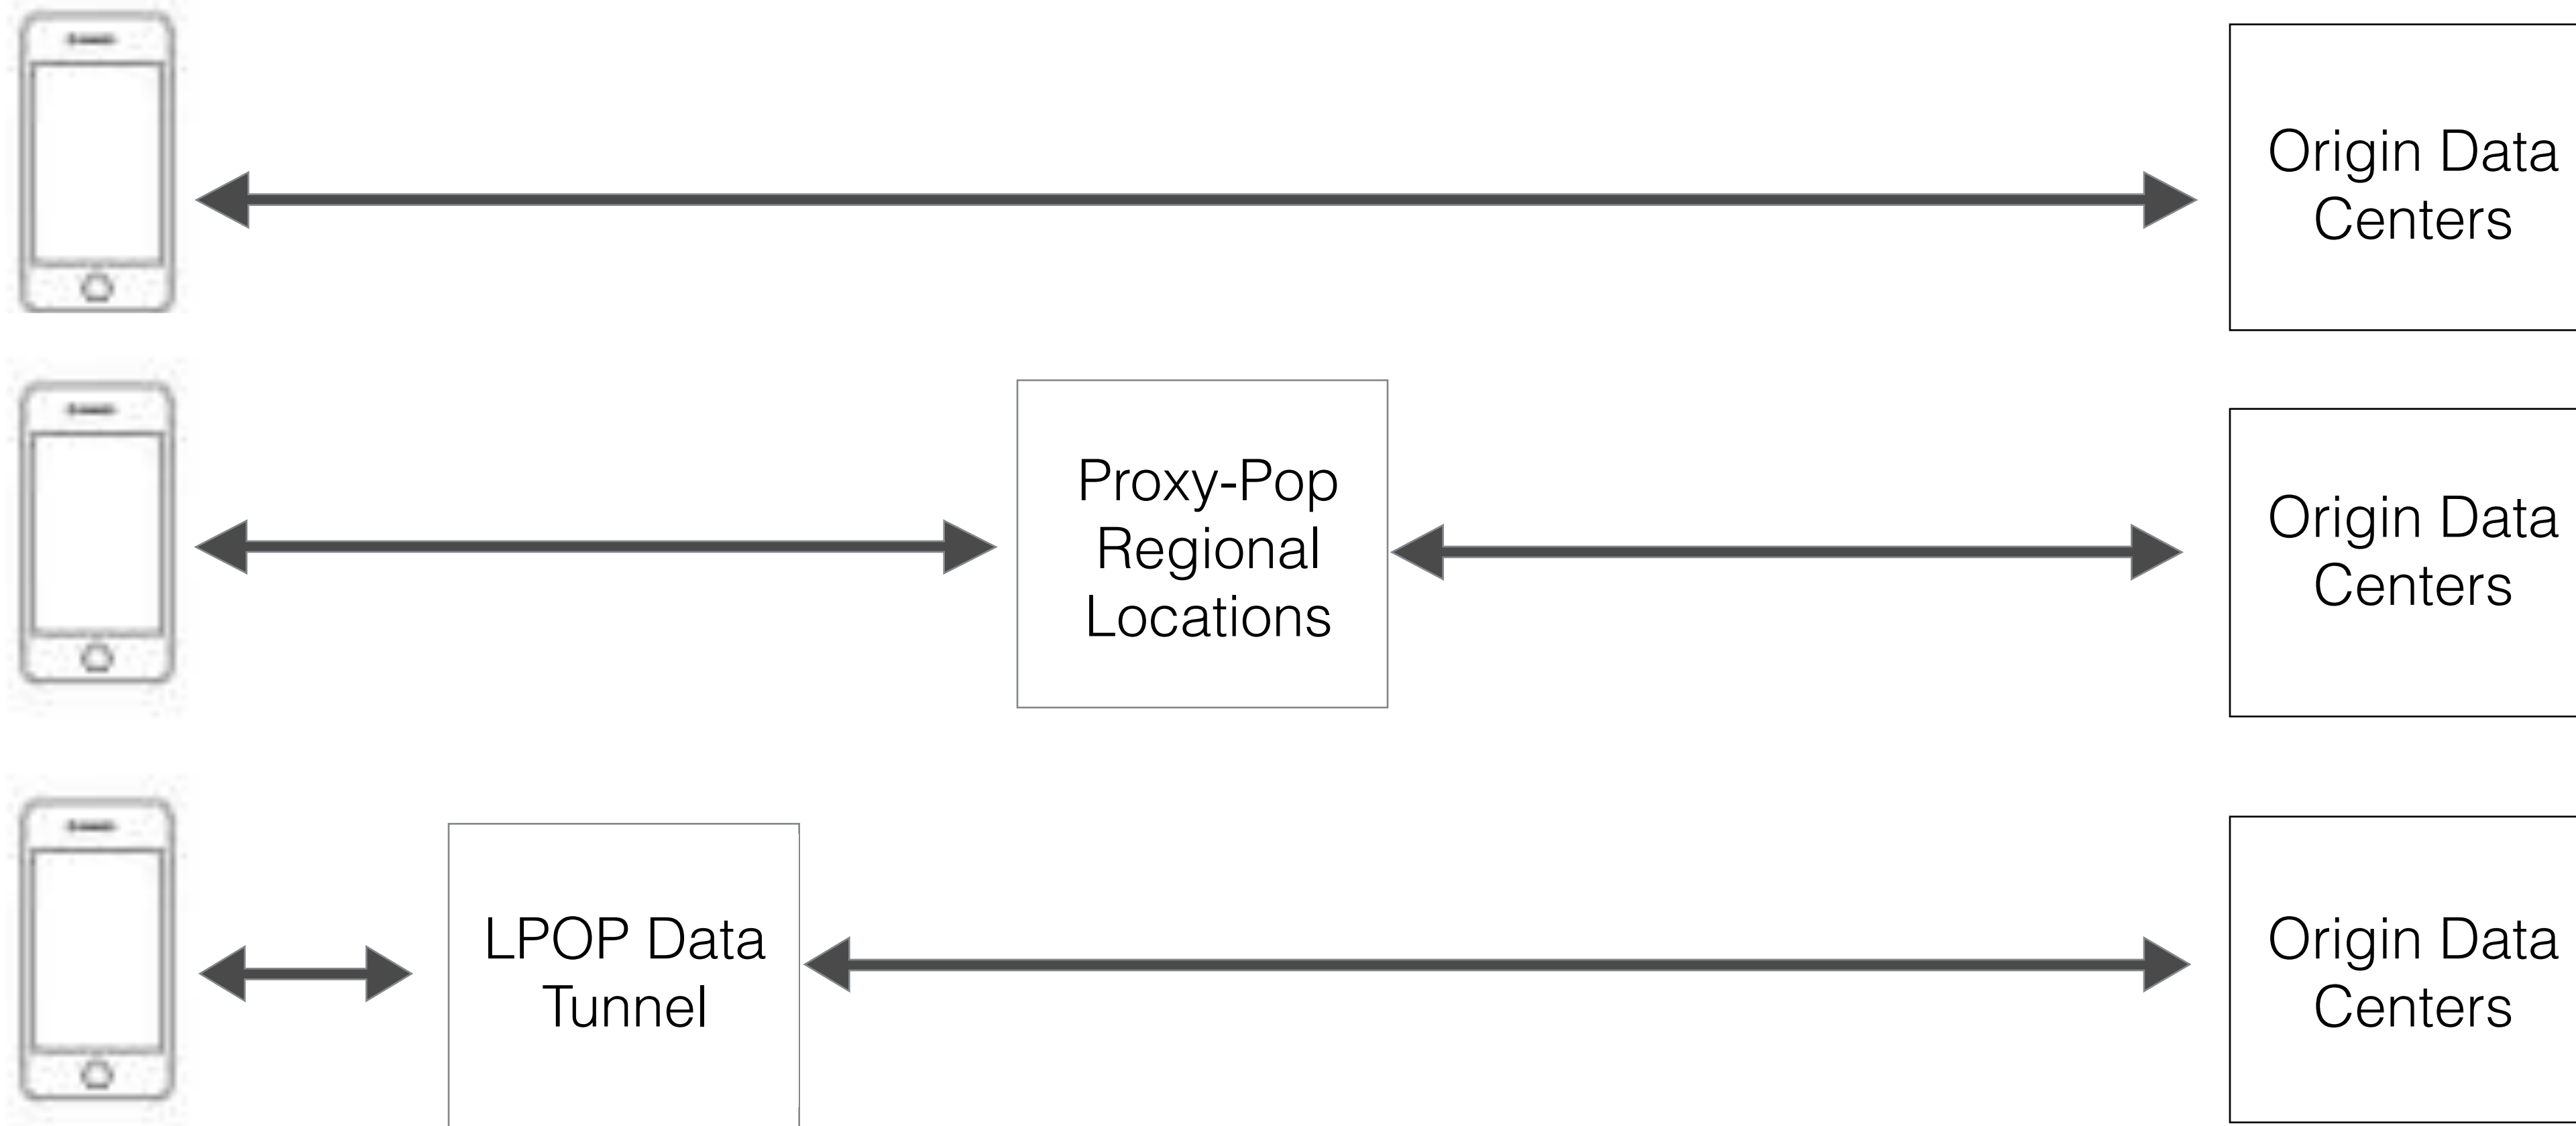 Origin Data
Centers
Proxy-Pop
Regional
Locations
Origin Data
Centers
LPOP Data
Tunnel
Origin Data
Centers